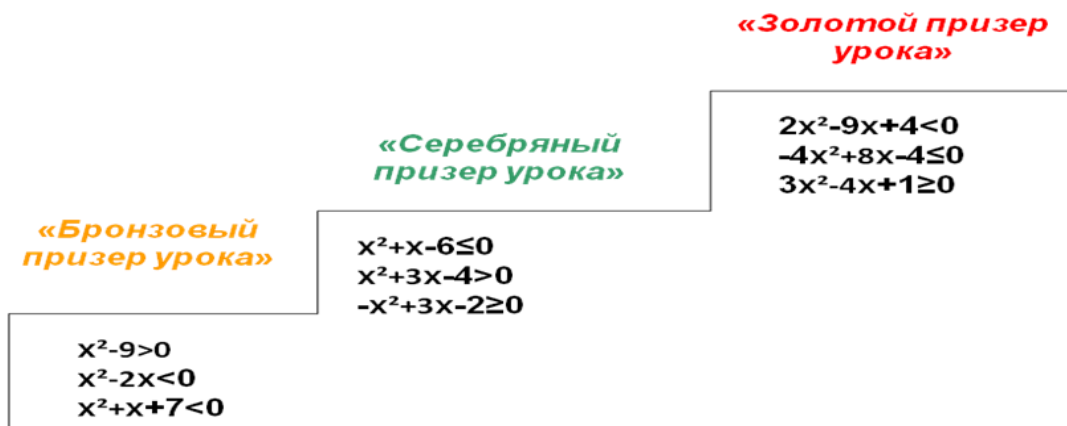 «Золотой призер
урока»
2x²-9x+4<0
-4x²+8x-4≤0
3x²-4x+1≥0
«Серебряный
призер урока»
x²+x-6≤0
x²+3x-4>0
-x²+3x-2≥0
«Бронзовый
призер урока»
x²-9>0
x²-2x<0
x²+x+7<0